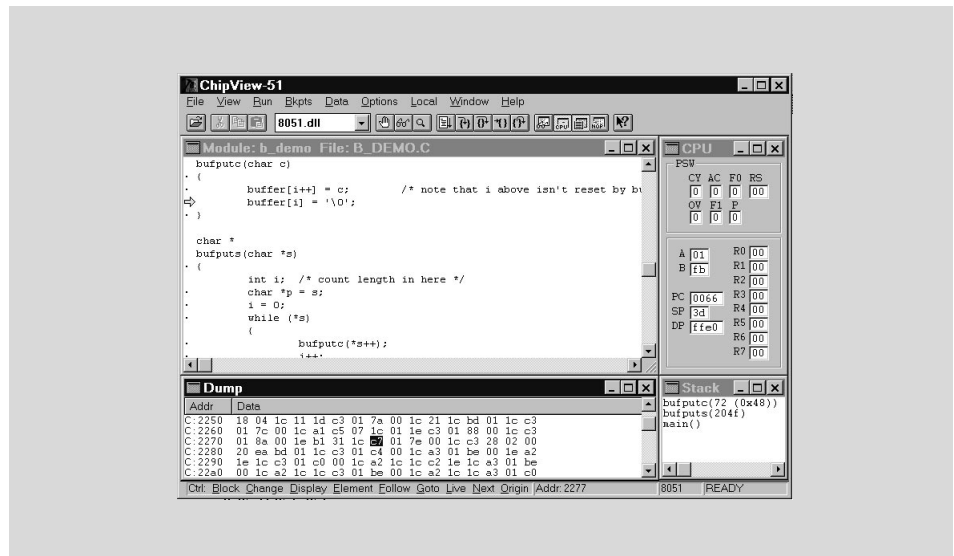 ChipView-51
File View Run Bkpts Data Options Local Window Help
8051.dll
Module: b_demo File: B_DEMO.C
bufputc(char c)
{
buffer[i++] = c; /* note that i above isn't reset by
buffer[i] = '\0';
}
char *
bufputs(char *s)
{
int i; /* count length in here */
char *p = s;
i = 0;
while (*s)
{
bufputc(*s++);
i++;
CPU
PSW
CY AC F0 RS
0 0 0 00
OV F1 P
0 0 0
A 01
B fb
PC 0066
SP 3d
DP ffe0
R0 00
R1 00
R2 00
R3 00
R4 00
R5 00
R6 00
R7 00
Dump
Addr Data
C:2250 18 04 1c 11 1d c3 01 7a 00 1c 21 1c bd 01 1c c3
C:2260 01 7c 00 1c a1 c5 07 1c 01 1e c3 01 88 00 1c c3
C:2270 01 8a 00 1e b1 31 1c c7 01 7e 00 1c c3 28 02 00
C:2280 20 ea bd 01 1c c3 01 c4 00 1c a3 01 be 00 1e a2
C:2290 1e 1c c3 01 c0 00 1c a2 1c 1c c2 1e 1c a3 01 be
C:22a0 00 1c a2 1c 1c c3 01 be 00 1c a2 1c 1c a3 01 c0
Stack
bufputc(72 (0x48))
bufputs(204f)
main()
Ctrl: Block Change Display Element Follow Goto Live Next Origin Addr: 2277
8051 READY